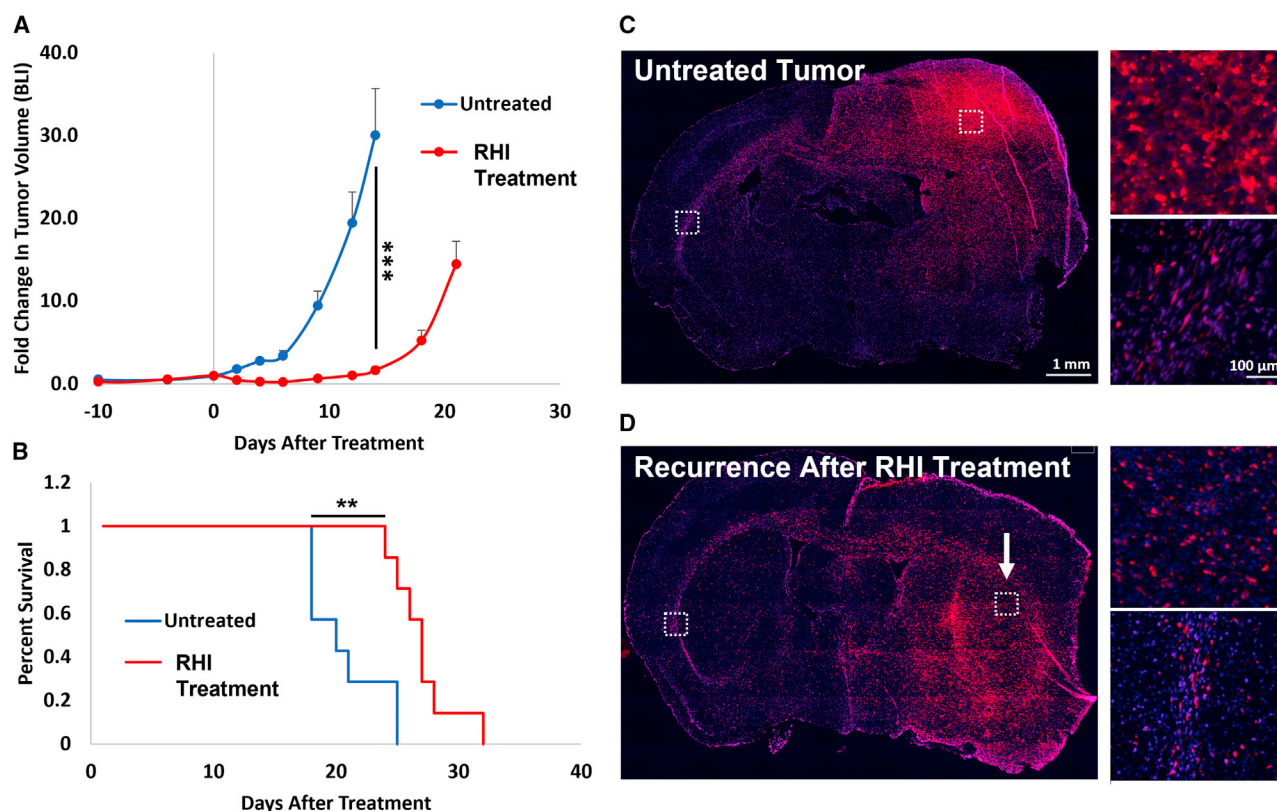 A
Fold Change In Tumor Volume (BLI)
40.0
30.0
20.0
10.0
0.0
-10
0
10
20
30
Days After Treatment
Untreated
RHI
Treatment
***
B
Percent Survival
1.2
1
0.8
0.6
0.4
0.2
0
0
10
20
30
40
Days After Treatment
**
Untreated
RHI
Treatment
C
Untreated Tumor
1 mm
100 µm
D
Recurrence After RHI Treatment